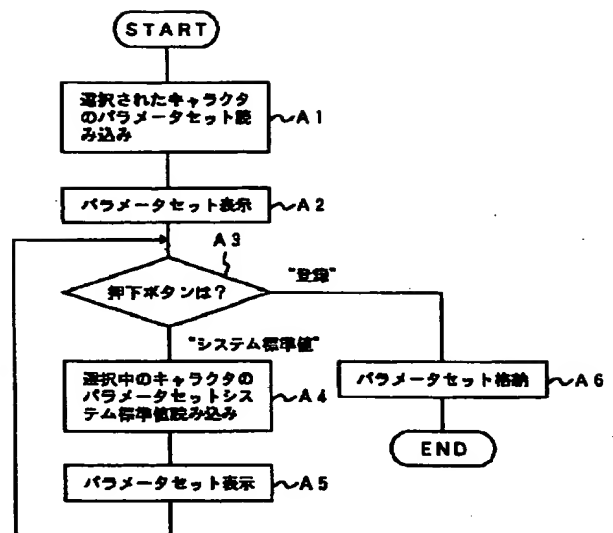 START
選択されたキャラクタ
のパラメータセット読
み込み
A1
パラメータセット表示
A2
A3
押下ボタンは?
"登録"
"システム標準値"
選択中のキャラクタの
パラメータセットシス
テム標準値読み込み
A4
パラメータセット格納
A6
END
パラメータセット表示
A5